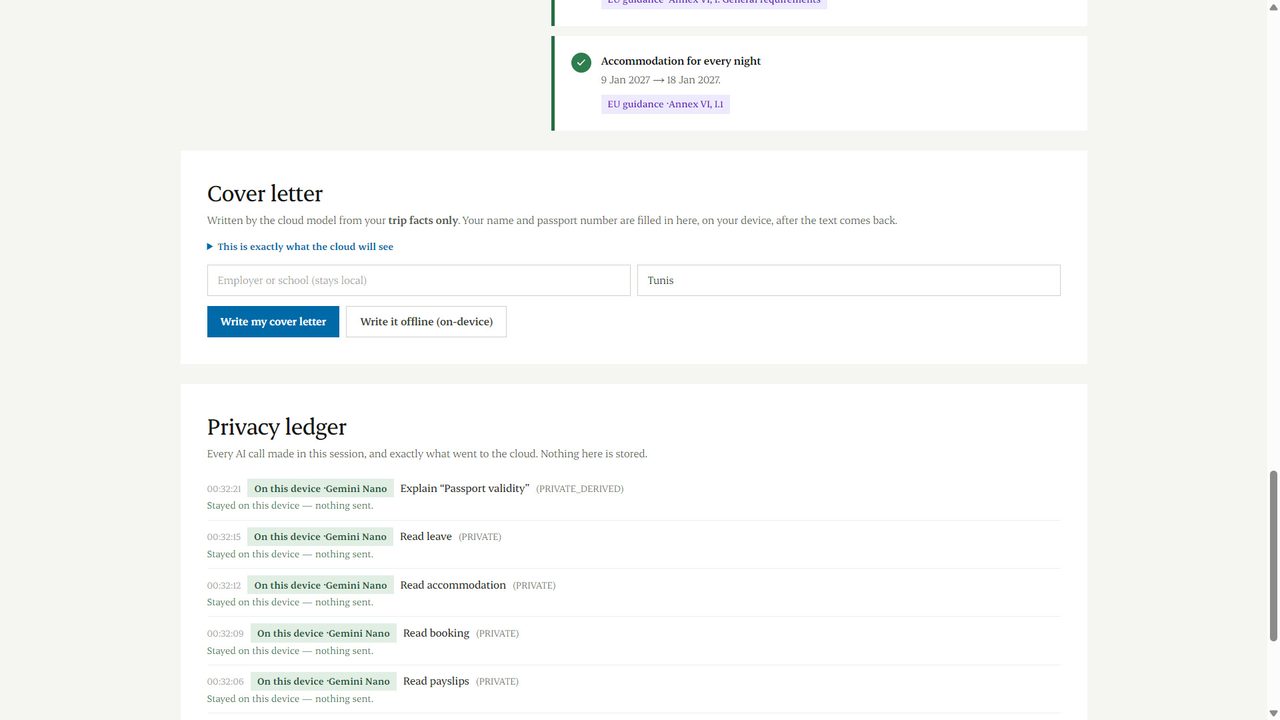 EU guidance · Annex VI, 1. General requirements
Accommodation for every night
9 Jan 2027 → 18 Jan 2027.
EU guidance · Annex VI, I.1
Cover letter
Written by the cloud model from your trip facts only. Your name and passport number are filled in here, on your device, after the text comes back.
▶ This is exactly what the cloud will see
Employer or school (stays local)
Tunis
Write my cover letter
Write it offline (on-device)
Privacy ledger
Every AI call made in this session, and exactly what went to the cloud. Nothing here is stored.
00:32:21 On this device · Gemini Nano Explain “Passport validity” (PRIVATE_DERIVED)
Stayed on this device — nothing sent.
00:32:15 On this device · Gemini Nano Read leave (PRIVATE)
Stayed on this device — nothing sent.
00:32:12 On this device · Gemini Nano Read accommodation (PRIVATE)
Stayed on this device — nothing sent.
00:32:09 On this device · Gemini Nano Read booking (PRIVATE)
Stayed on this device — nothing sent.
00:32:06 On this device · Gemini Nano Read payslips (PRIVATE)
Stayed on this device — nothing sent.